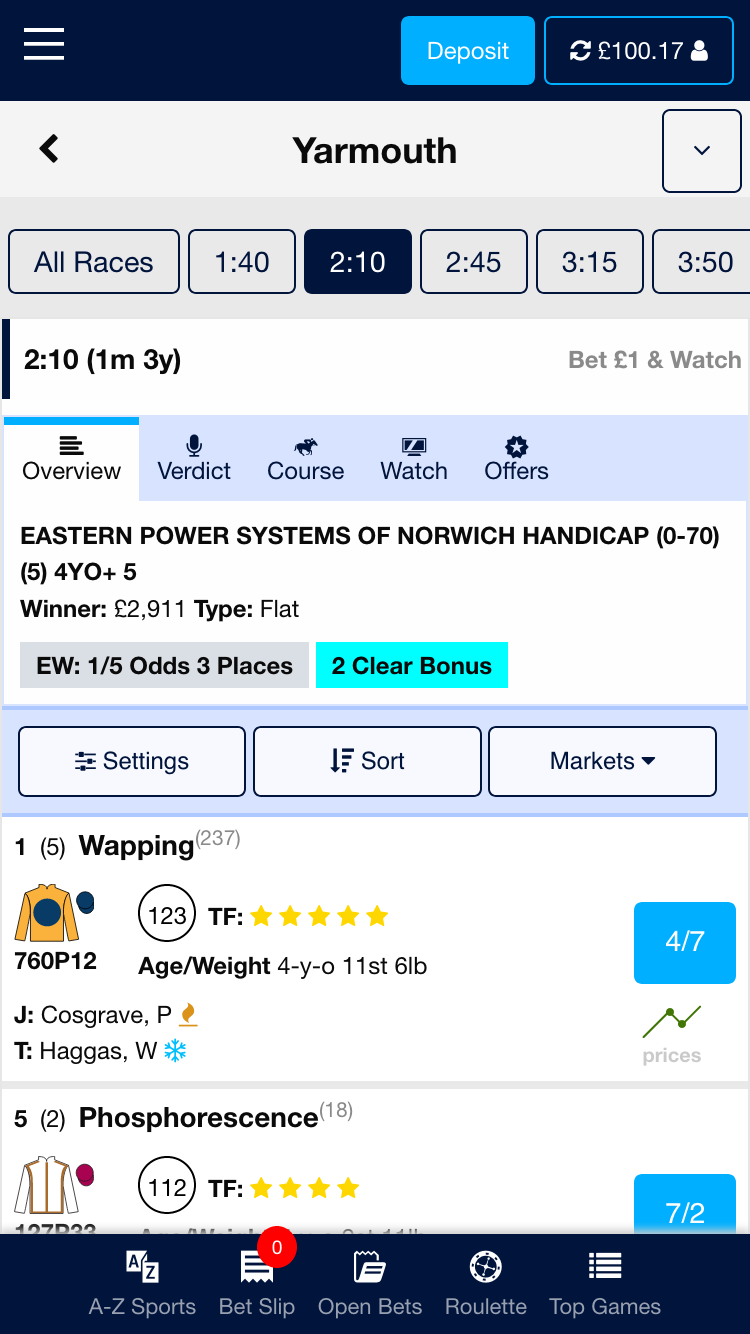 Deposit
£100.17
Yarmouth
All Races 1:40 2:10 2:45 3:15 3:50
2:10 (1m 3y) Bet £1 & Watch
Overview Verdict Course Watch Offers
EASTERN POWER SYSTEMS OF NORWICH HANDICAP (0-70)
(5) 4YO+ 5
Winner: £2,911 Type: Flat
EW: 1/5 Odds 3 Places 2 Clear Bonus
Settings Sort Markets
1 (5) Wapping(237)
123 TF:
4/7
760P12 Age/Weight 4-y-o 11st 6lb
J: Cosgrave, P
T: Haggas, W
prices
5 (2) Phosphorescence(18)
112 TF:
7/2
127P33 Age/Weight
0
A Z
A-Z Sports Bet Slip Open Bets Roulette Top Games